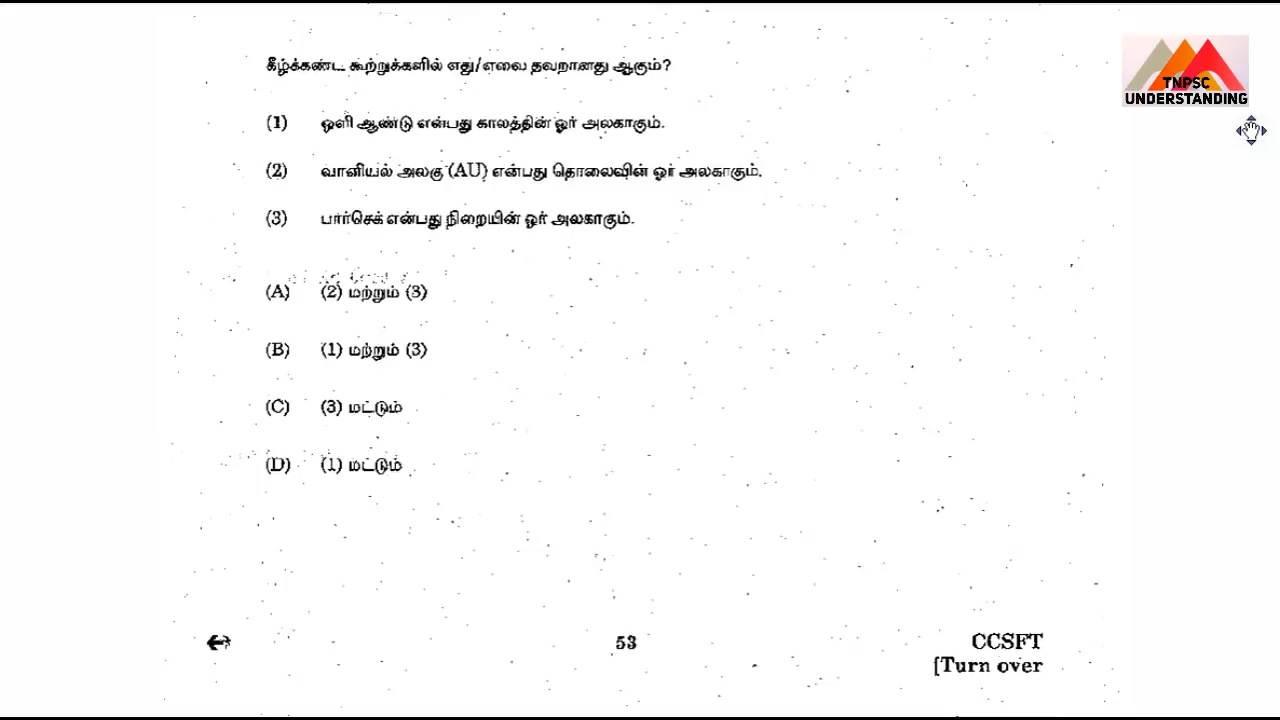 TNPSC
UNDERSTANDING
கீழ்க்கண்ட கூற்றுக்களில் எது/எவை தவறானது ஆகும்?
(1) ஒளி ஆண்டு என்பது காலத்தின் ஓர் அலகாகும்.
(2) வானியல் அலகு (AU) என்பது தொலைவின் ஓர் அலகாகும்.
(3) பார்செக் என்பது நிறையின் ஓர் அலகாகும்.
(A) (2) மற்றும் (3)
(B) (1) மற்றும் (3)
(C) (3) மட்டும்
(D) (1) மட்டும்
53
CCSFT
[Turn over